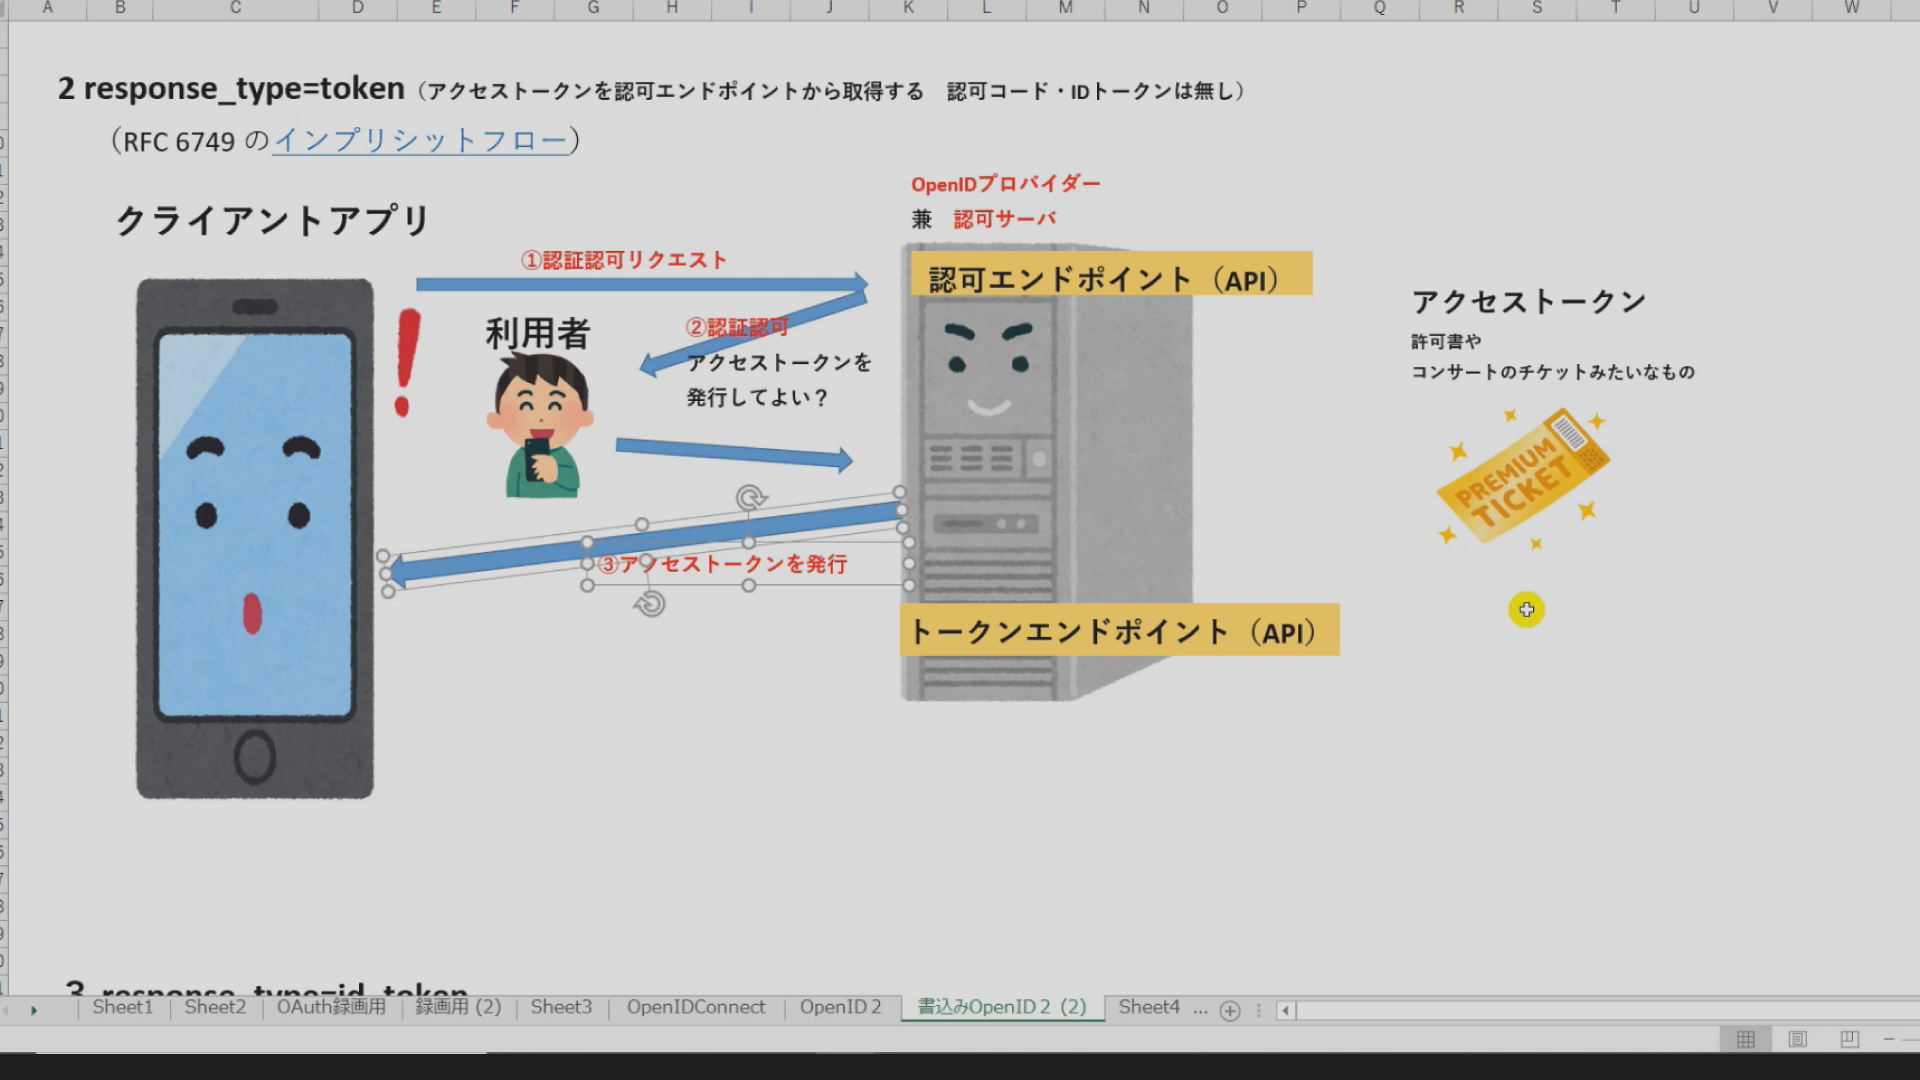 A B C D E F G H I J K L M N O P Q R S T U V W
2 response_type=token（アクセストークンを認可エンドポイントから取得する　認可コード・IDトークンは無し）
（RFC 6749 のインプリシットフロー）
OpenIDプロバイダー
兼　認可サーバ
クライアントアプリ
①認証認可リクエスト
認可エンドポイント（API）
利用者
②認証認可
アクセストークンを
発行してよい？
アクセストークン
許可書や
コンサートのチケットみたいなもの
PREMIUM
TICKET
③アクセストークンを発行
トークンエンドポイント（API）
3 response_type=id_token
Sheet1 Sheet2 OAuth録画用 録画用 (2) Sheet3 OpenIDConnect OpenID 2 書込みOpenID 2 (2) Sheet4 ...